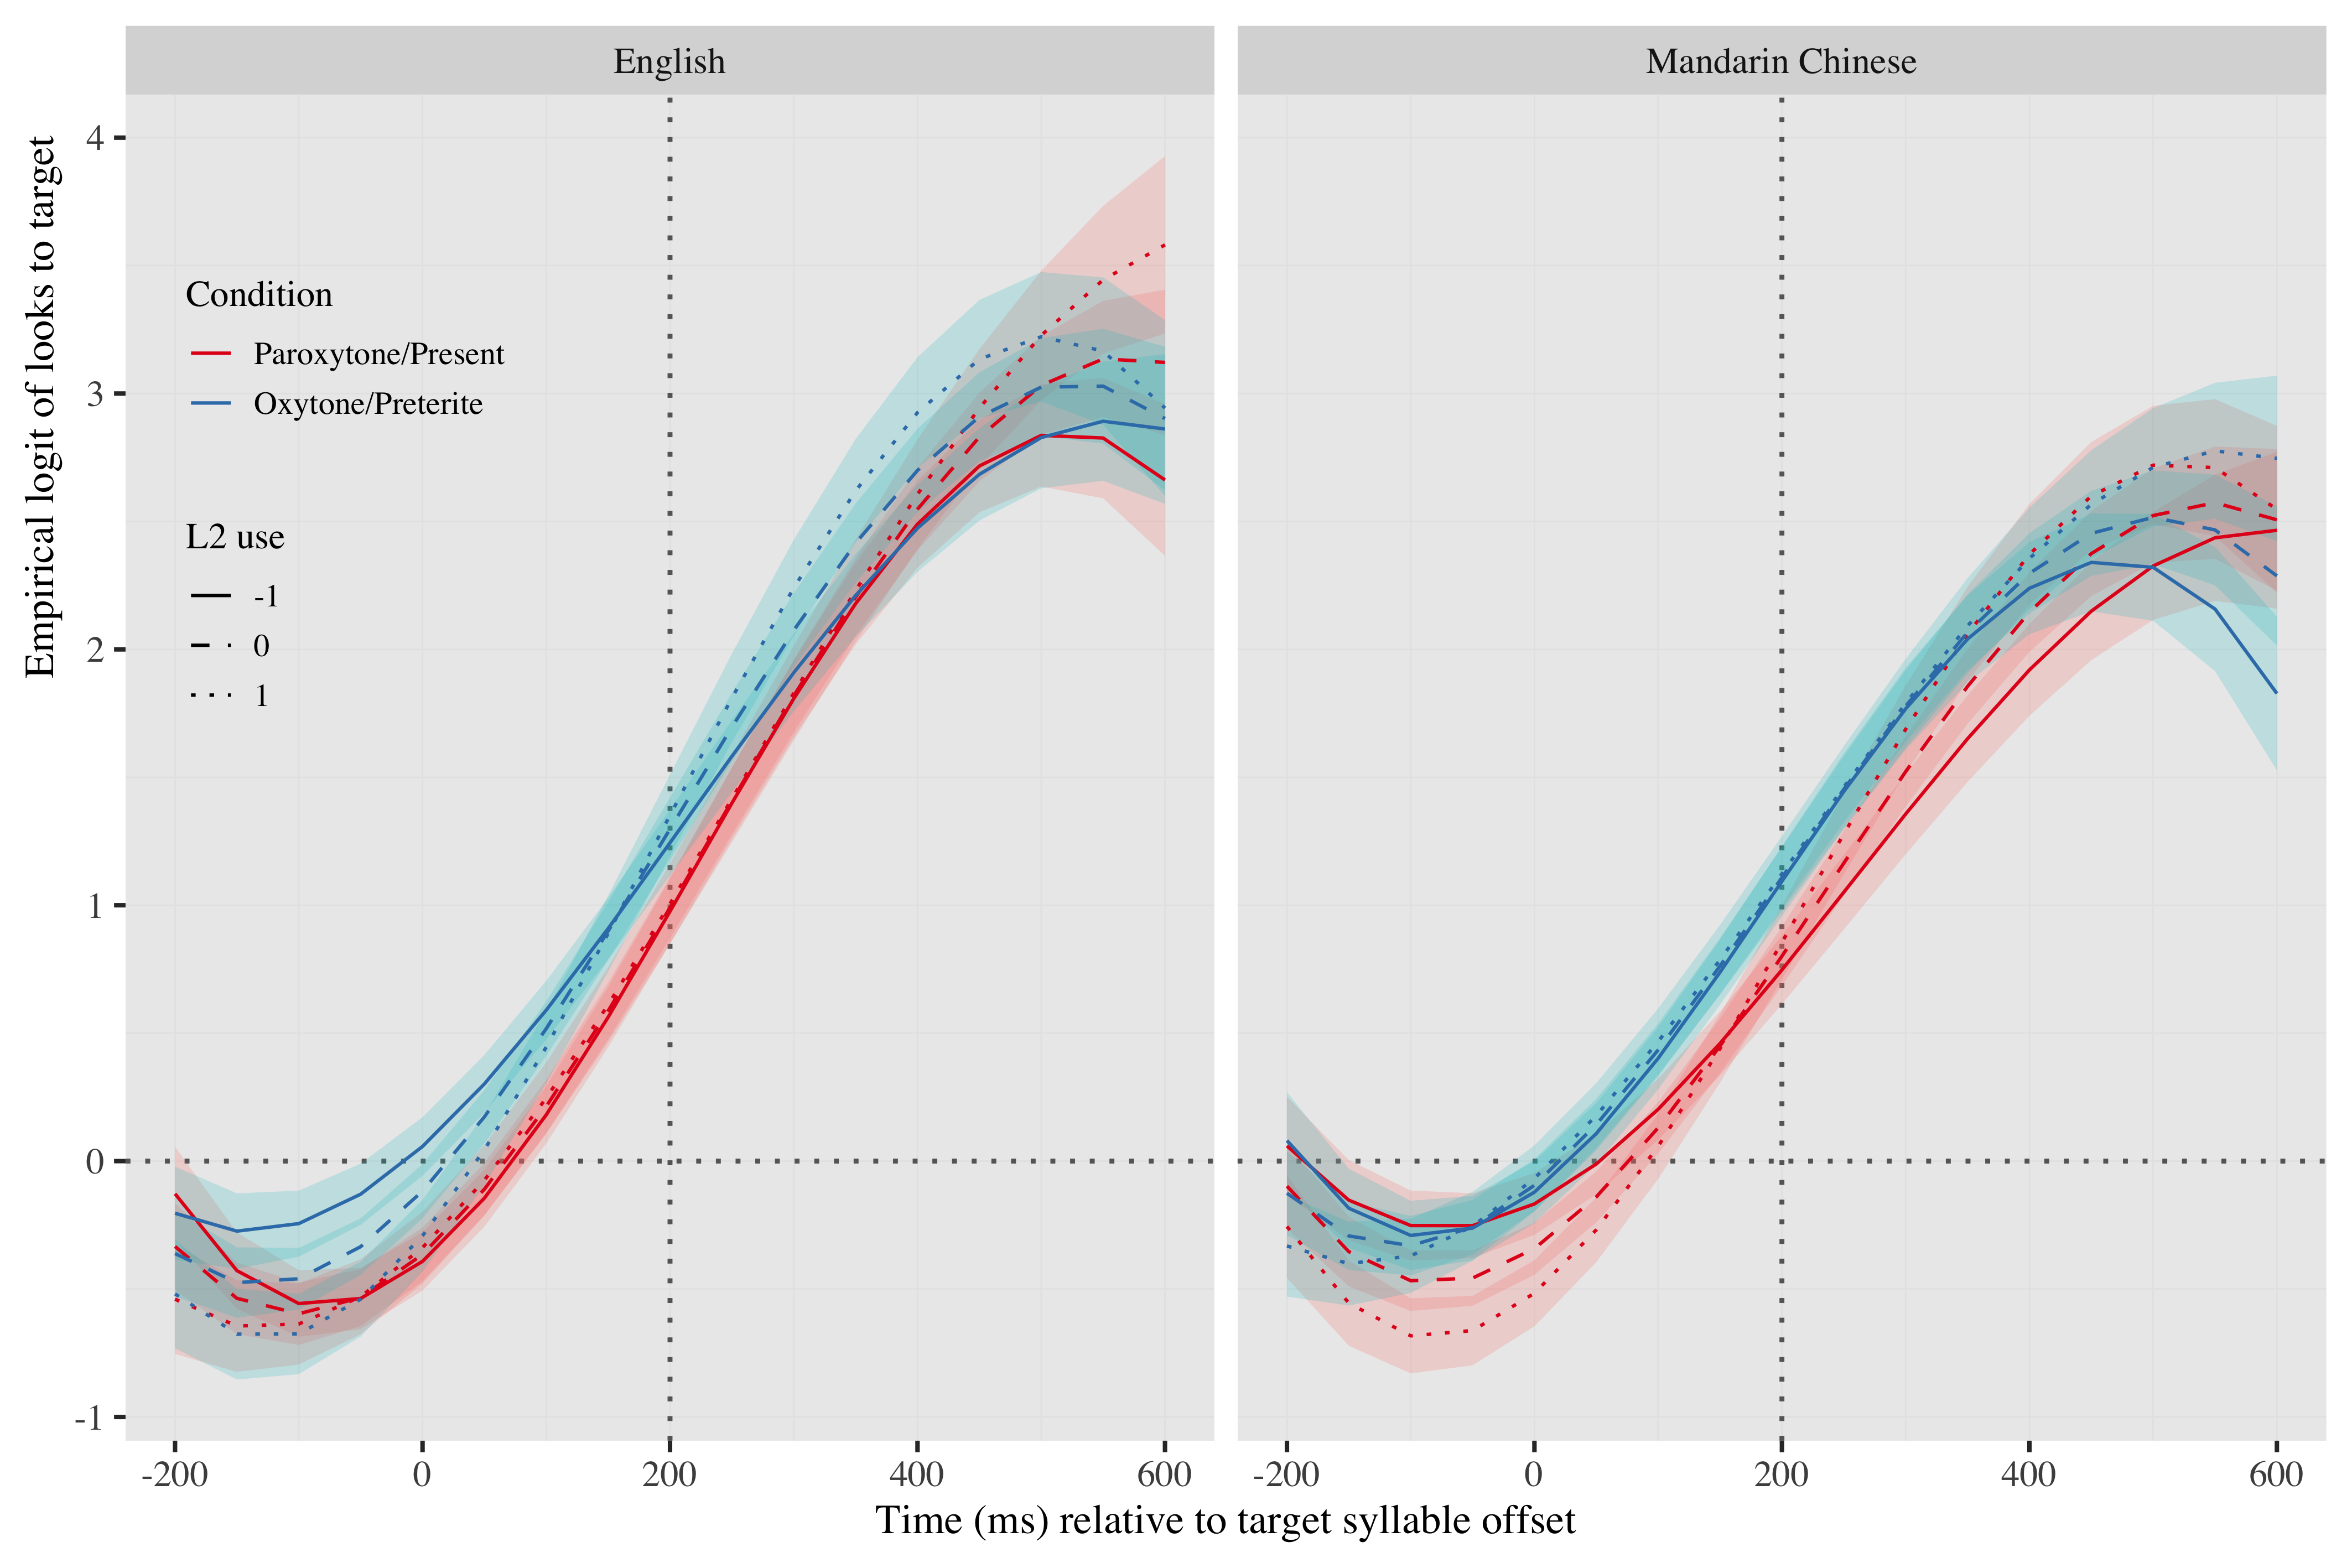 English
Mandarin Chinese
Empirical logit of looks to target
4
3
2
1
0
-1
Condition
Paroxytone/Present
Oxytone/Preterite
L2 use
-1
0
1
-200 0 200 400 600
-200 0 200 400 600
Time (ms) relative to target syllable offset